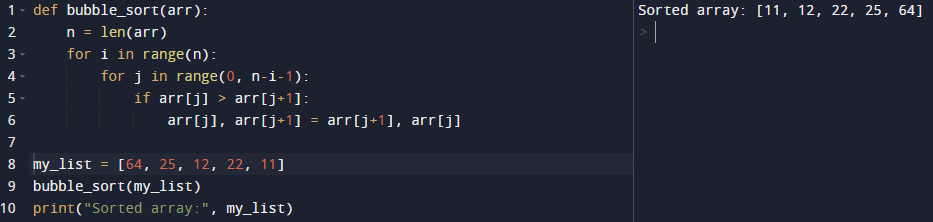 1 def bubble_sort(arr):
2     n = len(arr)
3     for i in range(n):
4         for j in range(0, n-i-1):
5             if arr[j] > arr[j+1]:
6                 arr[j], arr[j+1] = arr[j+1], arr[j]
7
8 my_list = [64, 25, 12, 22, 11]
9 bubble_sort(my_list)
10 print("Sorted array:", my_list)
Sorted array: [11, 12, 22, 25, 64]
>